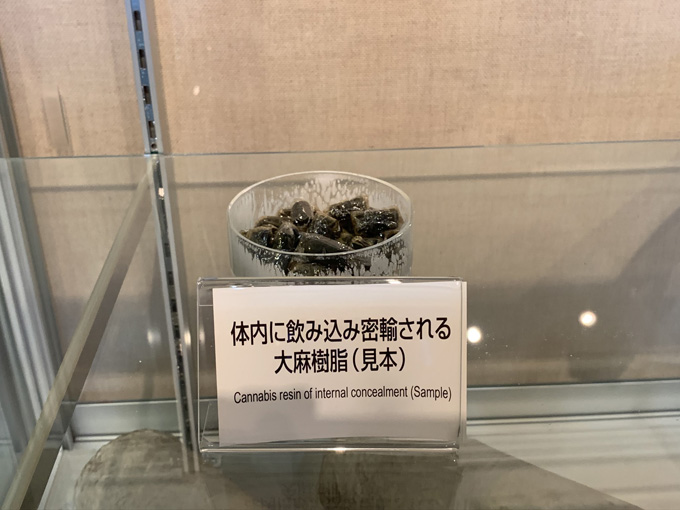 体内に飲み込み密輸される
大麻樹脂（見本）
Cannabis resin of internal concealment (Sample)